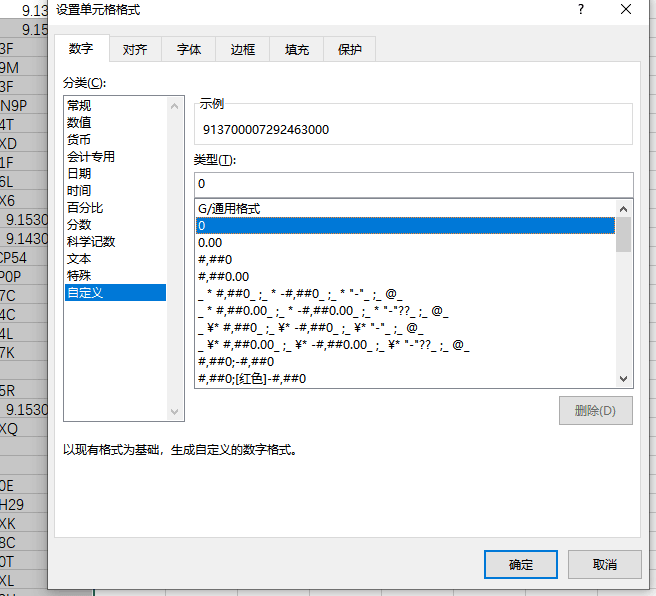 设置单元格格式
?
数字
对齐
字体
边框
填充
保护
分类(C):
常规
数值
货币
会计专用
日期
时间
百分比
分数
科学记数
文本
特殊
自定义
示例
913700007292463000
类型(T):
0
G/通用格式
0
0.00
#,##0
#,##0.00
_ * #,##0_ ;_ * -#,##0_ ;_ * "-"_ ;_ @_
_ * #,##0.00_ ;_ * -#,##0.00_ ;_ * "-"??_ ;_ @_
_ ¥* #,##0_ ;_ ¥* -#,##0_ ;_ ¥* "-"_ ;_ @_
_ ¥* #,##0.00_ ;_ ¥* -#,##0.00_ ;_ ¥* "-"??_ ;_ @_
#,##0;-#,##0
#,##0;[红色]-#,##0
删除(D)
以现有格式为基础，生成自定义的数字格式。
确定
取消
9.13
9.15
3F
9M
3F
N9P
4T
XD
1F
6L
X6
9.1530
9.1430
CP54
P0P
7C
4C
4L
7K
5R
9.1530
XQ
0E
H29
XK
8C
0T
XL